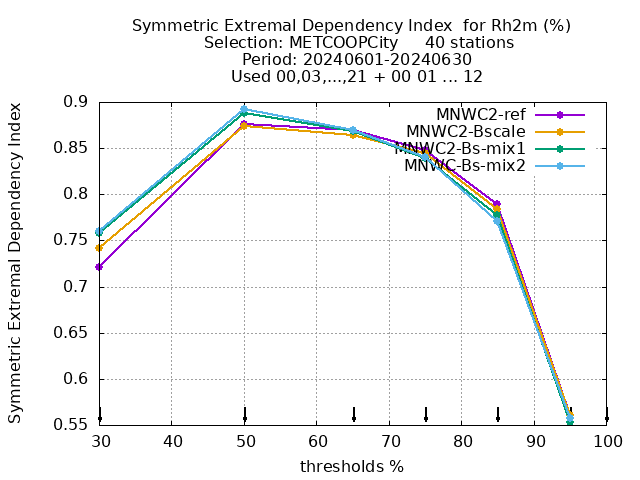 Symmetric Extremal Dependency Index  for Rh2m (%)
Selection: METCOOPCity     40 stations
Period: 20240601-20240630
Used 00,03,...,21 + 00 01 ... 12
Symmetric Extremal Dependency Index
0.9
0.85
0.8
0.75
0.7
0.65
0.6
0.55
MNWC2-ref
MNWC2-Bscale
MNWC2-Bs-mix1
MNWC-Bs-mix2
30 40 50 60 70 80 90 100
thresholds %